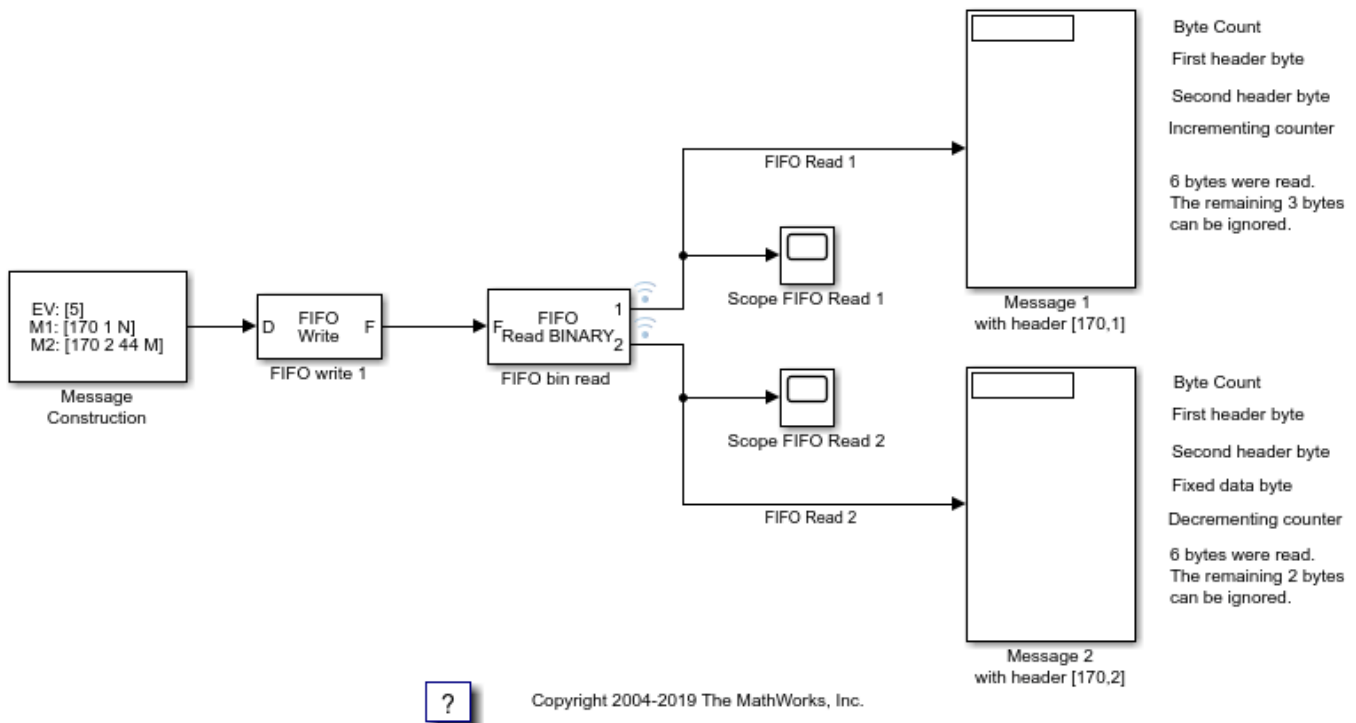 Byte Count
First header byte
Second header byte
Incrementing counter
6 bytes were read.
The remaining 3 bytes
can be ignored.
FIFO Read 1
Scope FIFO Read 1
Message 1
with header [170,1]
EV: [5]
M1: [170 1 N]
M2: [170 2 44 M]
Message
Construction
D
FIFO
Write
F
FIFO write 1
F
FIFO
Read BINARY
1
2
FIFO bin read
Scope FIFO Read 2
FIFO Read 2
Byte Count
First header byte
Second header byte
Fixed data byte
Decrementing counter
6 bytes were read.
The remaining 2 bytes
can be ignored.
Message 2
with header [170,2]
?
Copyright 2004-2019 The MathWorks, Inc.